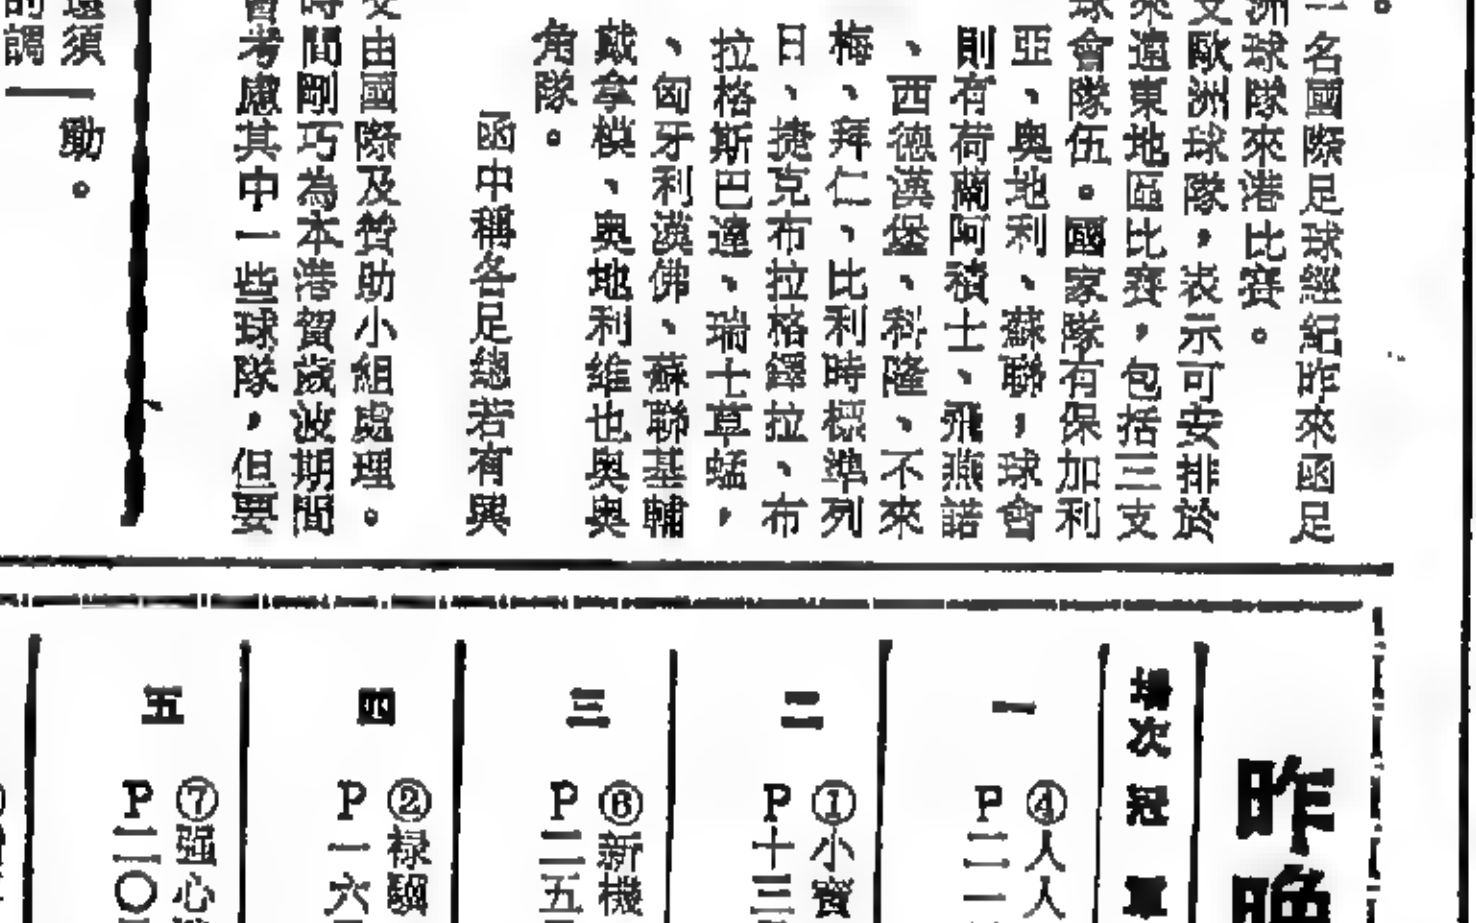 。
一名國際足球經紀昨來函足
洲球隊來港比賽。
支歐洲球隊，表示可安排於
來遠東地區比賽，包括三支
球會隊伍。國家隊有保加利
亞、奧地利、蘇聯，球會
則有荷蘭阿積士、飛燕諾
、西德漢堡、科隆、不來
梅、拜仁、比利時標準列
日、捷克布拉格鐸拉、布
拉格斯巴達、瑞士草蜢，
、匈牙利漢佛、蘇聯基輔
戴拿模、奧地利維也奧奧
角隊。
函中稱各足總若有興
交由國際及贊助小組處理。
時間剛巧為本港賀歲波期間
會考慮其中一些球隊，但要
還須一勵。
的謂
昨晚
場次 冠軍
一 ④人人
P二一
二 ①小寶
P十三
三 ⑥新機
P二五
四 ②祿驅
P一六
五 ⑦強心
P二〇